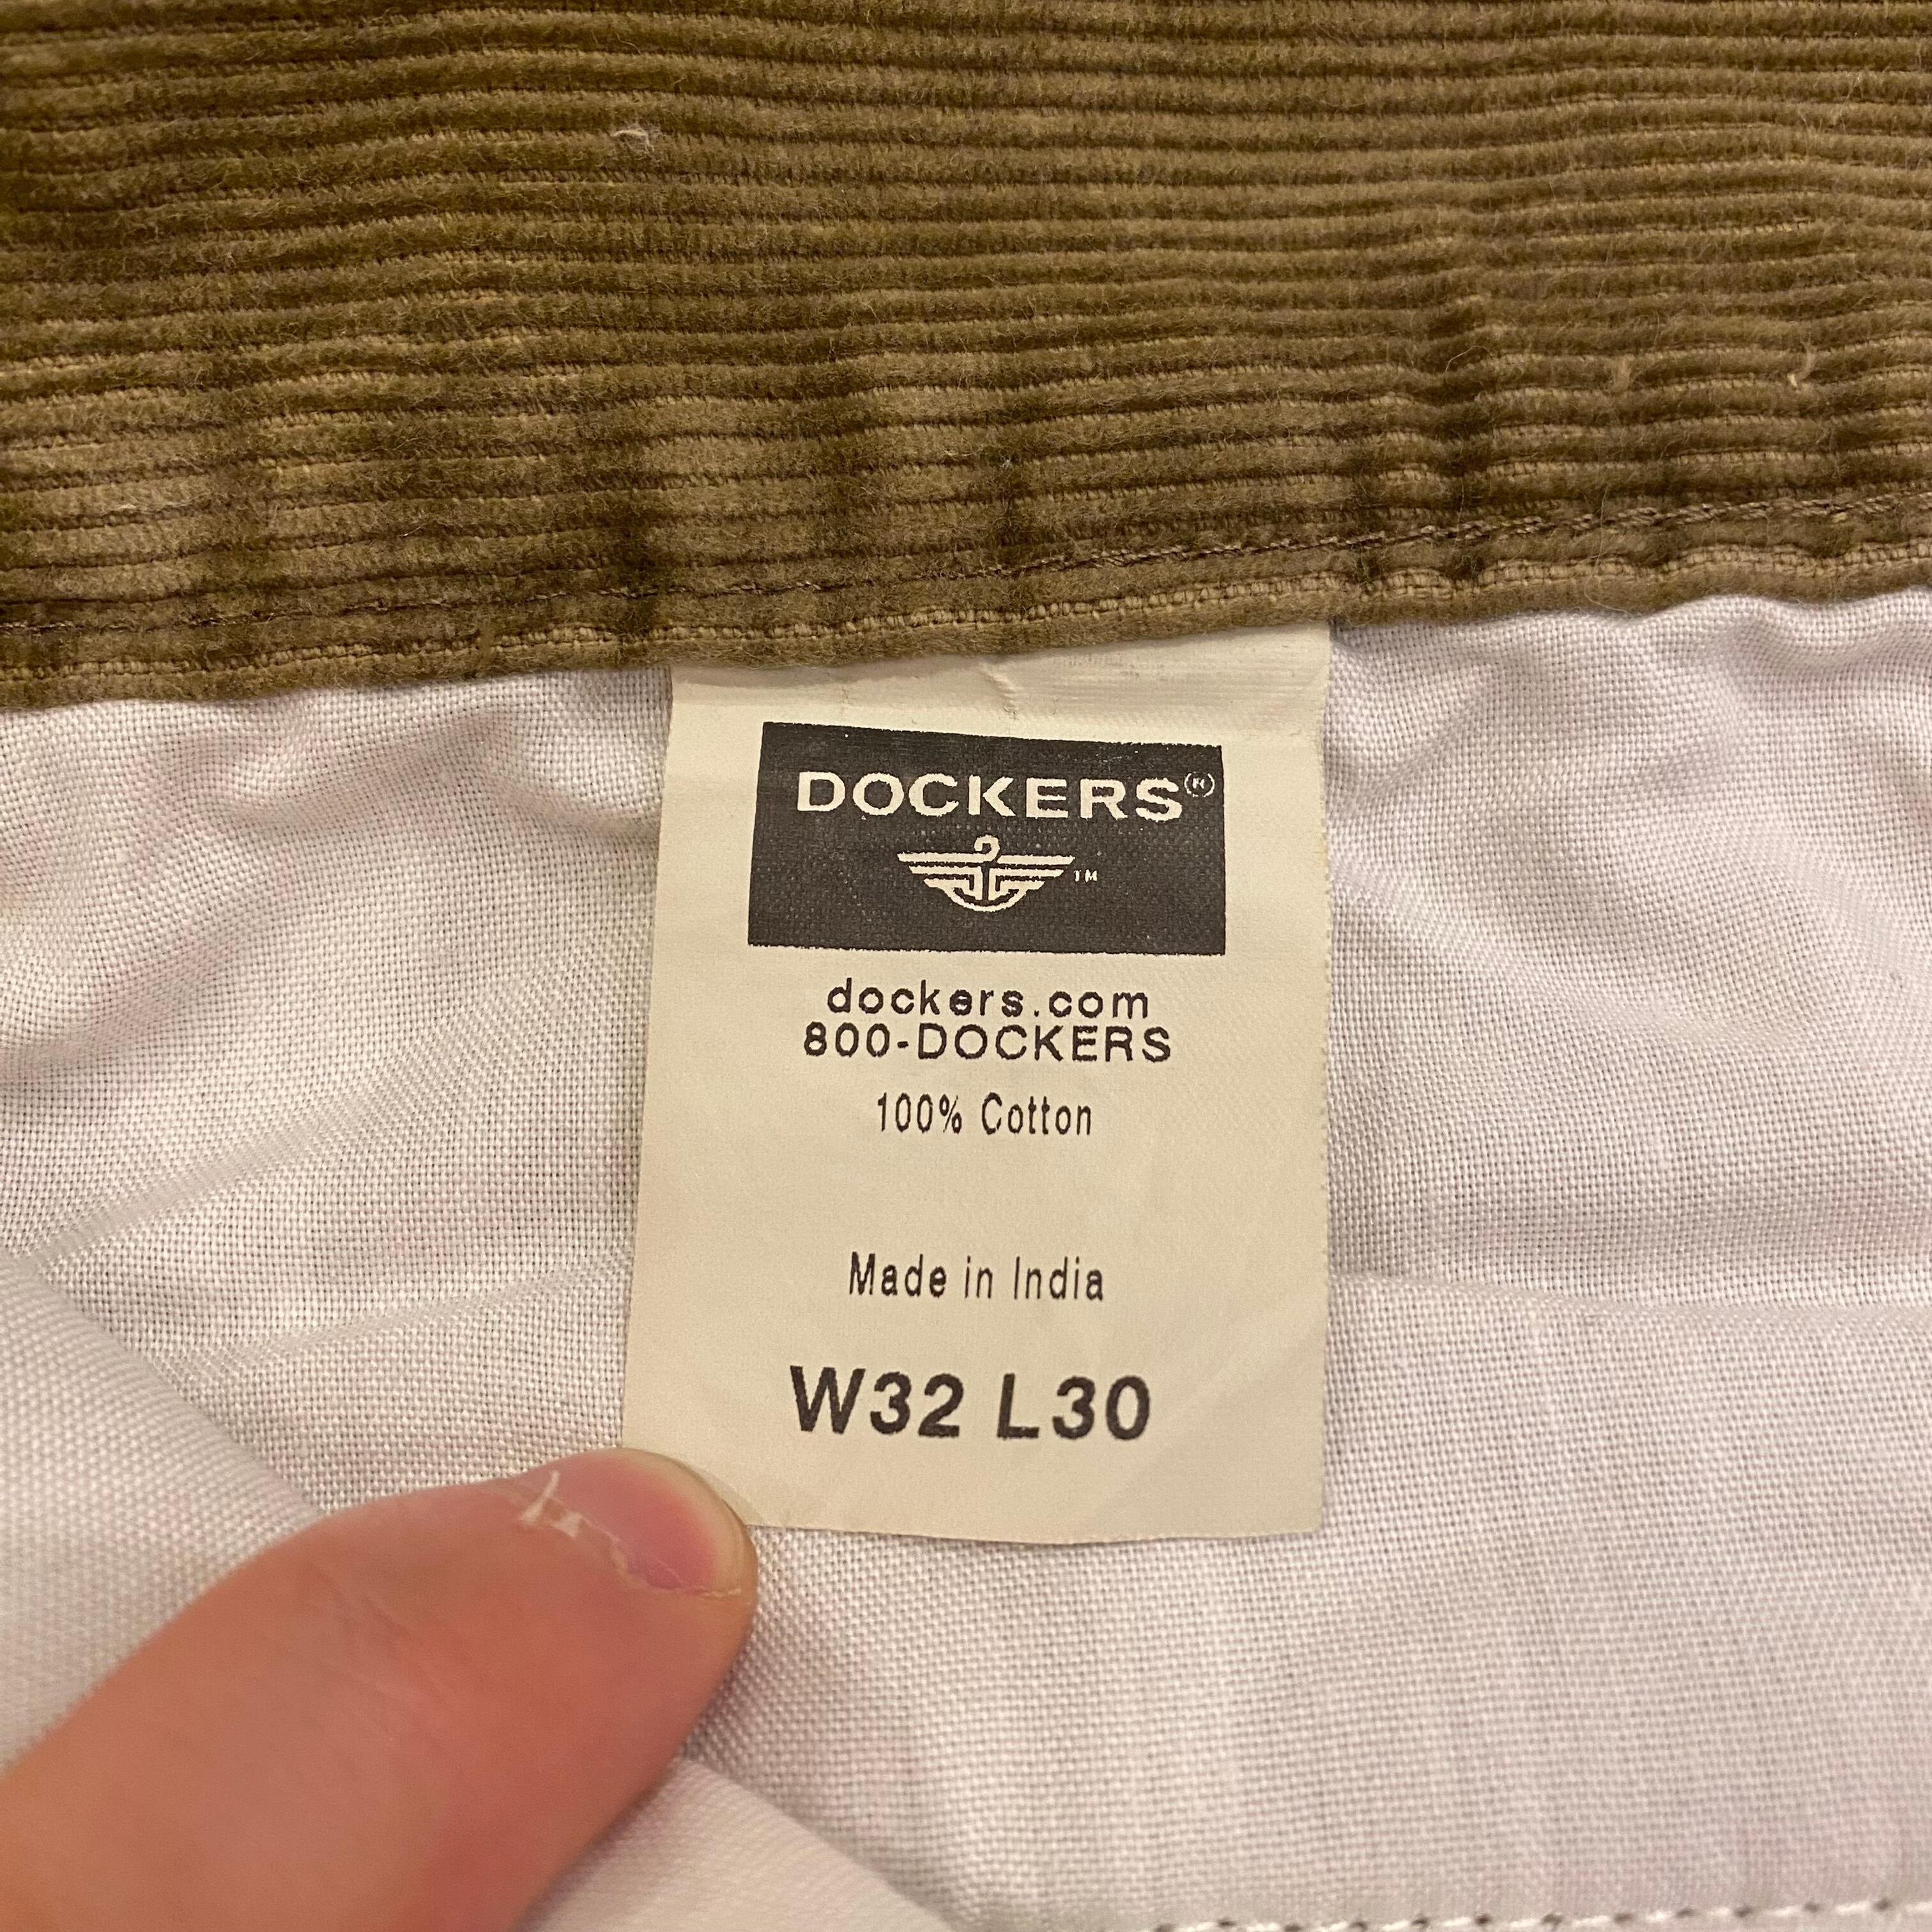 DOCKERS®
™
dockers.com
800-DOCKERS
100% Cotton
Made in India
W32 L30